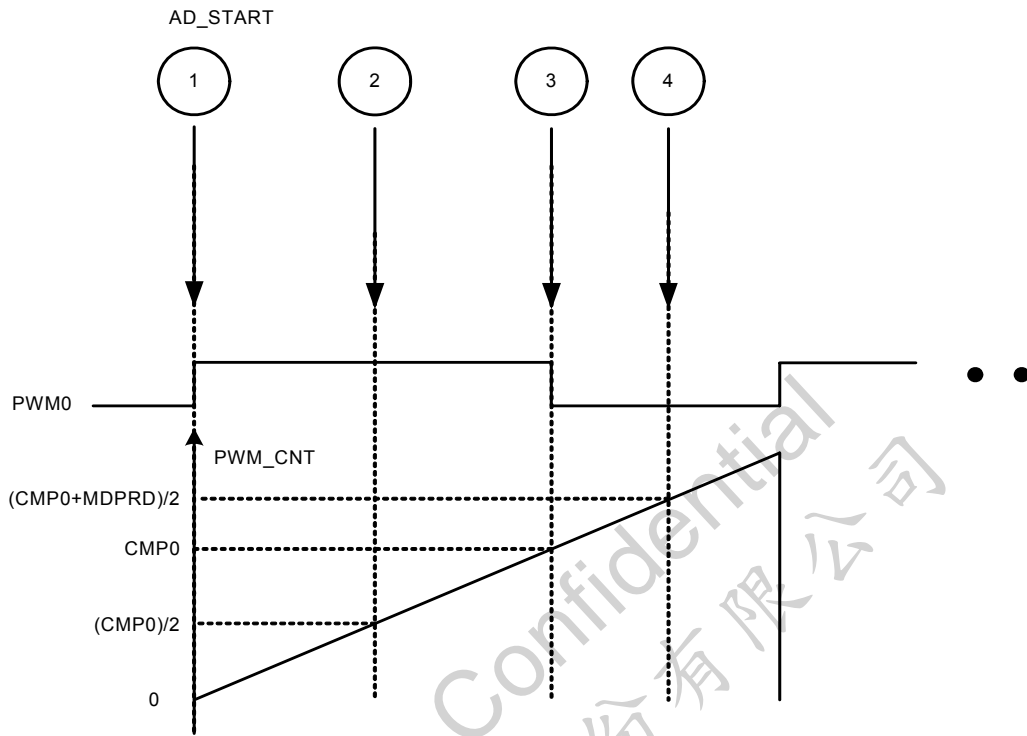 AD_START
1 2 3 4
PWM0
PWM_CNT
(CMP0+MDPRD)/2
CMP0
(CMP0)/2
0
Confidential
份有限公司